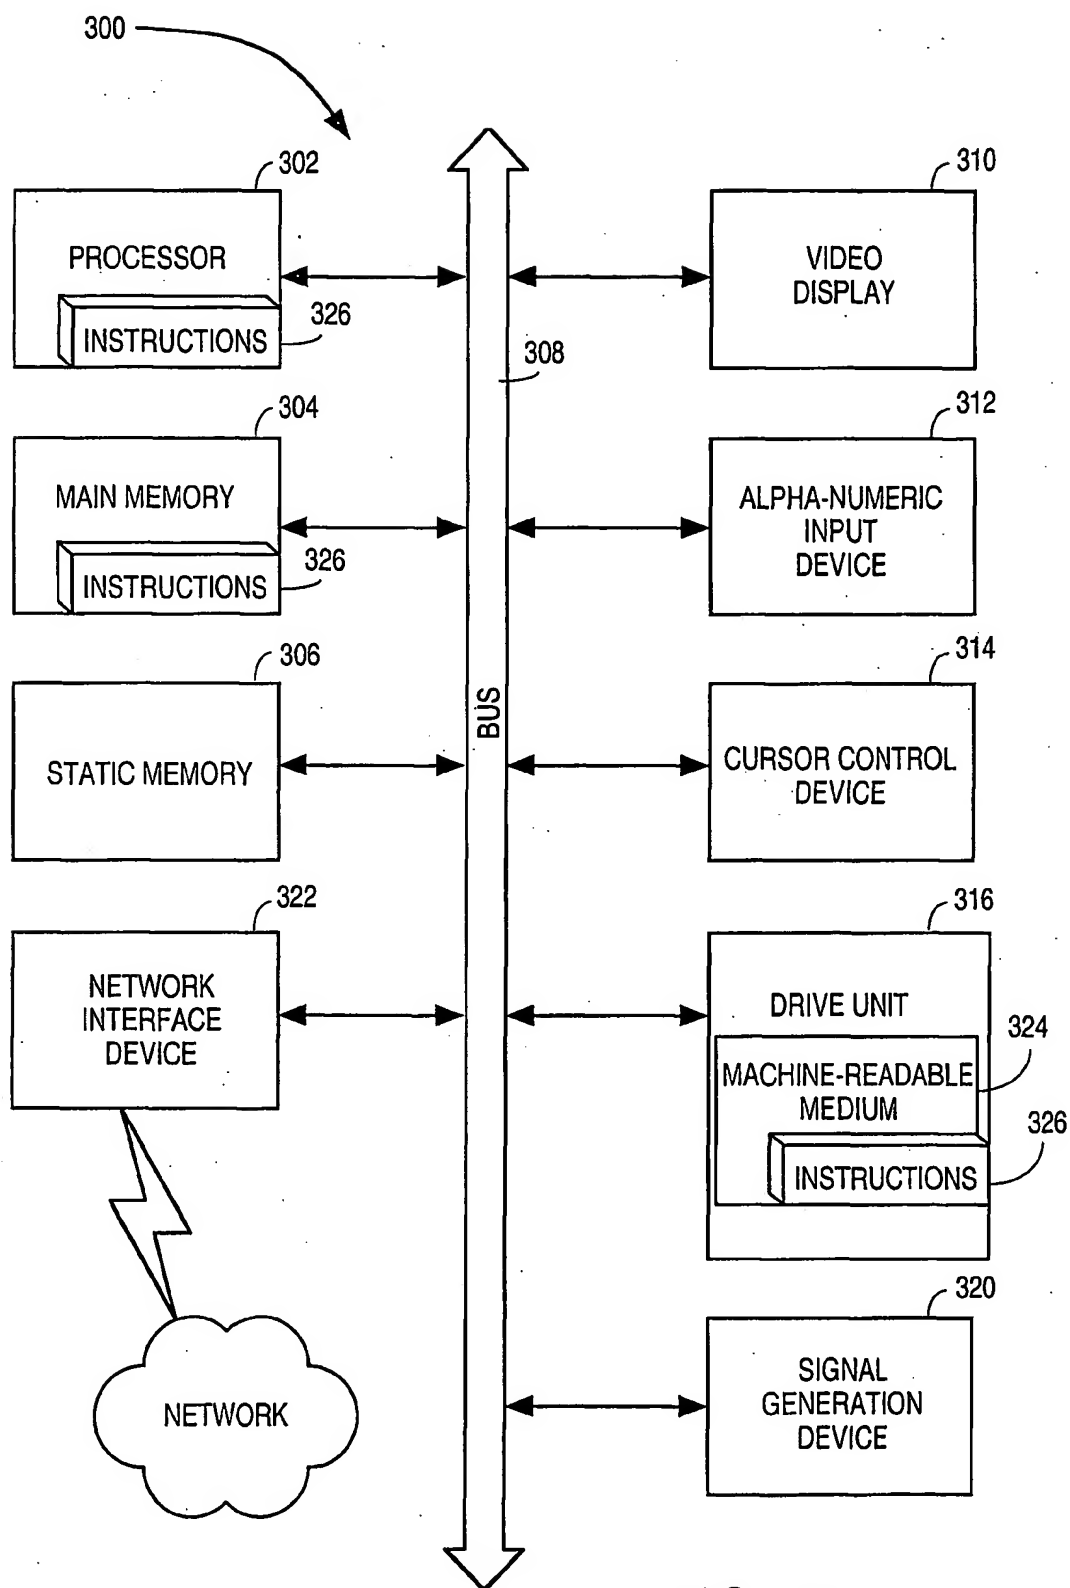 300
302
PROCESSOR
INSTRUCTIONS
326
304
MAIN MEMORY
INSTRUCTIONS
326
306
STATIC MEMORY
322
NETWORK
INTERFACE
DEVICE
NETWORK
308
BUS
310
VIDEO
DISPLAY
312
ALPHA-NUMERIC
INPUT
DEVICE
314
CURSOR CONTROL
DEVICE
316
DRIVE UNIT
324
MACHINE-READABLE
MEDIUM
326
INSTRUCTIONS
320
SIGNAL
GENERATION
DEVICE